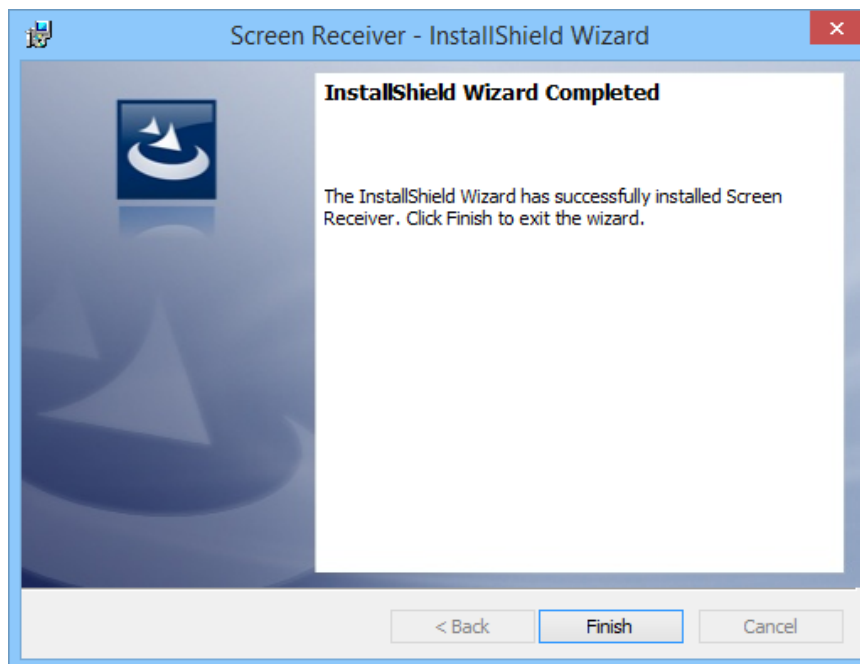 Screen Receiver - InstallShield Wizard
InstallShield Wizard Completed
The InstallShield Wizard has successfully installed Screen
Receiver. Click Finish to exit the wizard.
< Back
Finish
Cancel